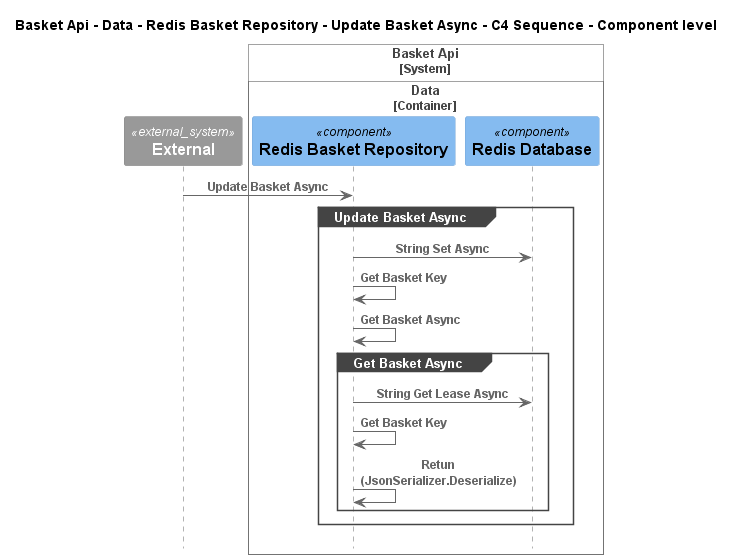 Basket Api - Data - Redis Basket Repository - Update Basket Async - C4 Sequence - Component level
Basket Api
[System]
Data
[Container]
«external_system»
External
«component»
Redis Basket Repository
«component»
Redis Database
Update Basket Async
Update Basket Async
String Set Async
Get Basket Key
Get Basket Async
Get Basket Async
String Get Lease Async
Get Basket Key
Retun
(JsonSerializer.Deserialize)